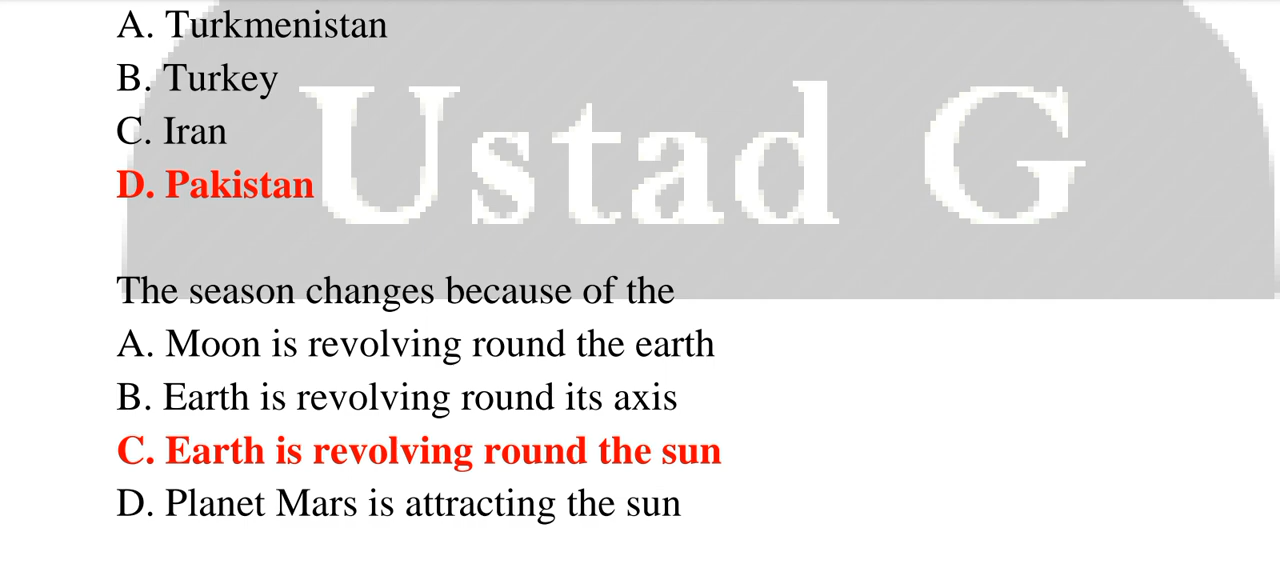 A. Turkmenistan
B. Turkey
C. Iran
D. Pakistan
Ustad G
The season changes because of the
A. Moon is revolving round the earth
B. Earth is revolving round its axis
C. Earth is revolving round the sun
D. Planet Mars is attracting the sun